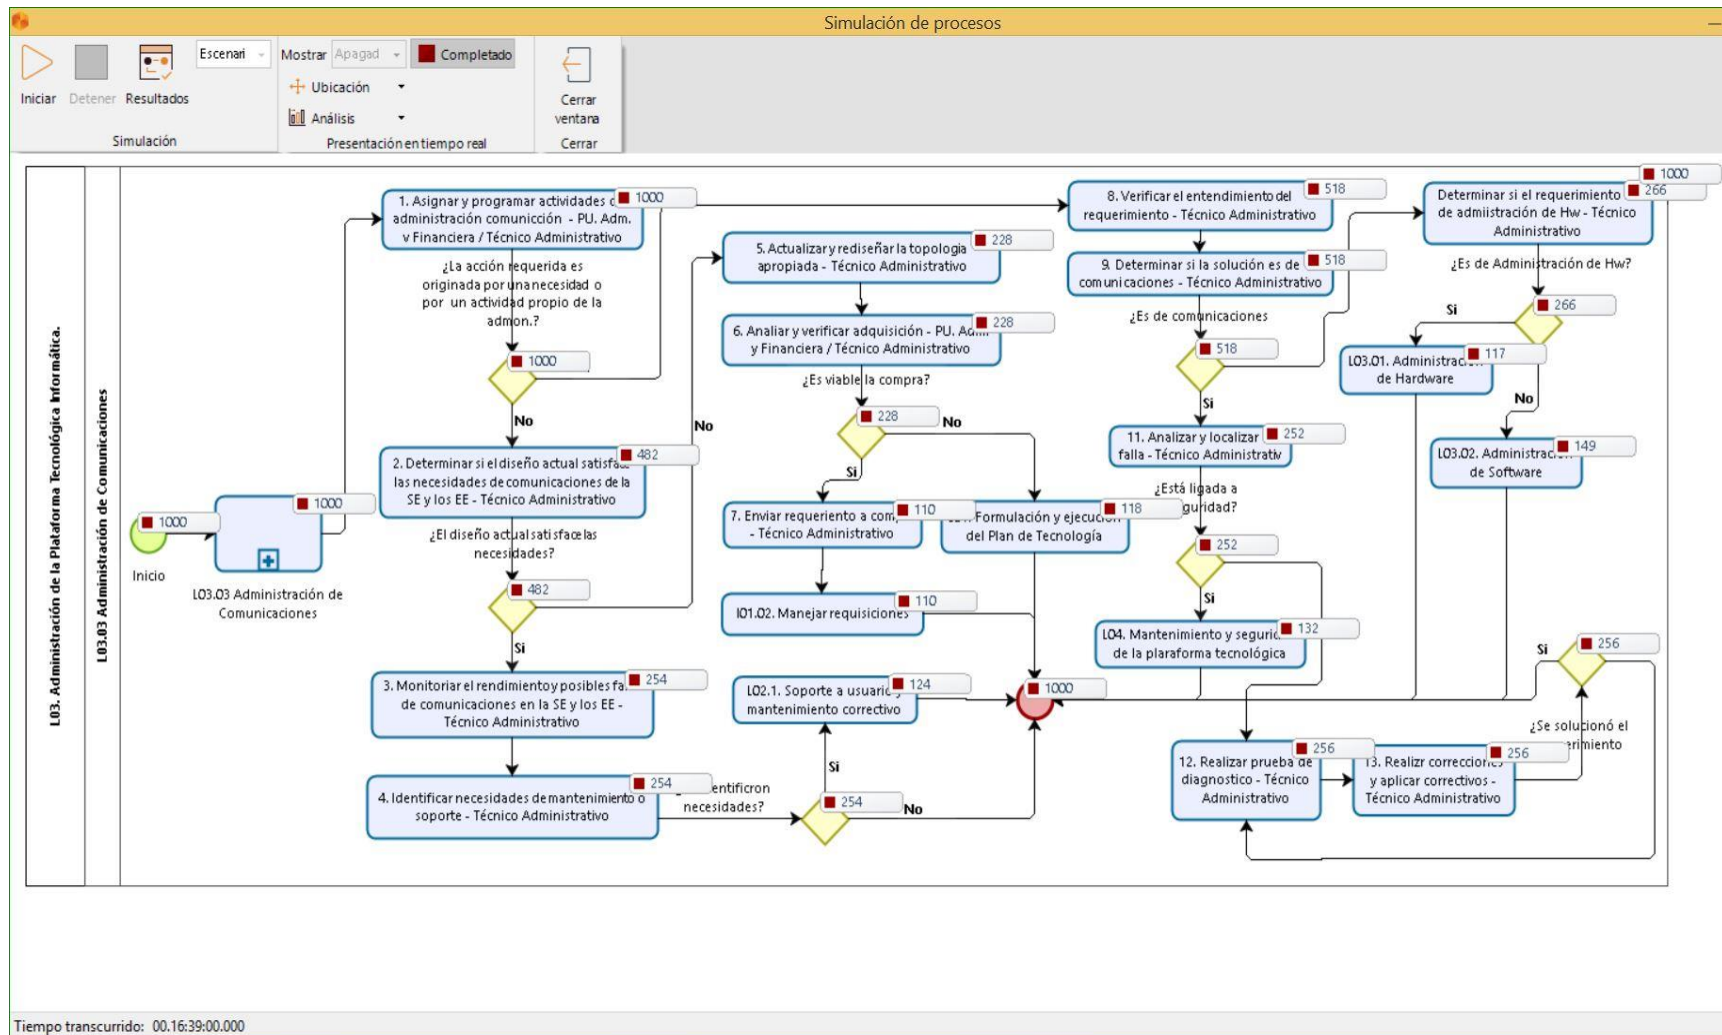 Simulación de procesos
Iniciar
Detener
Resultados
Escenari
Simulación
Mostrar Apagad
Completado
Ubicación
Análisis
Presentación en tiempo real
Cerrar
ventana
Cerrar
L03. Administración de la Plataforma Tecnológica Informática.
L03.03 Administración de Comunicaciones
1000
Inicio
1000
L03.03 Administración de
Comunicaciones
1000
1. Asignar y programar actividades
administración comunicción - PU. Adm.
y Financiera / Técnico Administrativo
¿La acción requerida es
originada por una necesidad o
por un actividad propio de la
admon.?
1000
No
482
2. Determinar si el diseño actual satisface
las necesidades de comunicaciones de la
SE y los EE - Técnico Administrativo
¿El diseño actual satisface las
necesidades?
482
No
Si
254
3. Monitoriar el rendimiento y posibles fa
de comunicaciones en la SE y los EE -
Técnico Administrativo
254
4. Identificar necesidades de mantenimiento o
soporte - Técnico Administrativo
entificron
necesidades?
254
Si
No
228
5. Actualizar y rediseñar la topologia
apropiada - Técnico Administrativo
228
6. Analiar y verificar adquisición - PU. Adm.
y Financiera / Técnico Administrativo
¿Es viable la compra?
228
No
Si
110
7. Enviar requeriento a com
- Técnico Administrativo
118
Formulación y ejecución
del Plan de Tecnología
110
I01.02. Manejar requisiciones
124
L02.1. Soporte a usuario y
mantenimiento correctivo
1000
518
8. Verificar el entendimiento del
requerimiento - Técnico Administrativo
518
9. Determinar si la solución es de
comunicaciones - Técnico Administrativo
¿Es de comunicaciones
518
Si
252
11. Analizar y localizar
falla - Técnico Administrativ
¿Está ligada a
guridad?
252
Si
132
L04. Mantenimiento y seguri
de la plaraforma tecnológica
256
12. Realizar prueba de
diagnostico - Técnico
Administrativo
256
13. Realizr correcciones
y aplicar correctivos -
Técnico Administrativo
¿Se solucionó el
erimiento
256
Si
1000
266
Determinar si el requerimiento
de admiistración de Hw - Técnico
Administrativo
¿Es de Administración de Hw?
266
Si
117
L03.01. Administración
de Hardware
No
149
L03.02. Administración
de Software
Tiempo transcurrido: 00.16:39:00.000